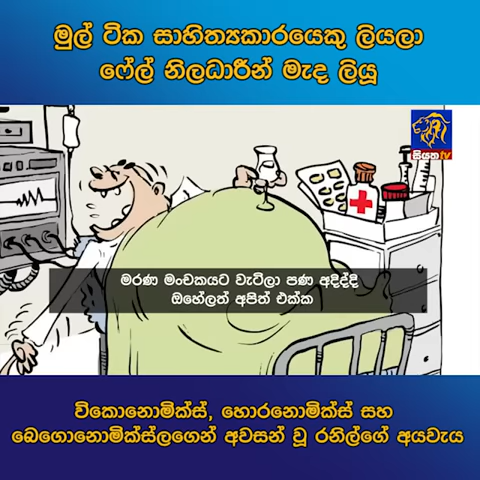 මුල් ටික සාහිත්‍යකාරයෙකු ලියලා
ෆේල් නිලධාරීන් මැද ලියූ
සියත tv
මරණ මංචකයට වැටිලා පණ අදිද්දි
ඔහේලත් අපිත් එක්ක
විකොනොමික්ස්, හොරනොමික්ස් සහ
බෙගොනොමික්ස්ලගෙන් අවසන් වූ රනිල්ගේ අයවැය